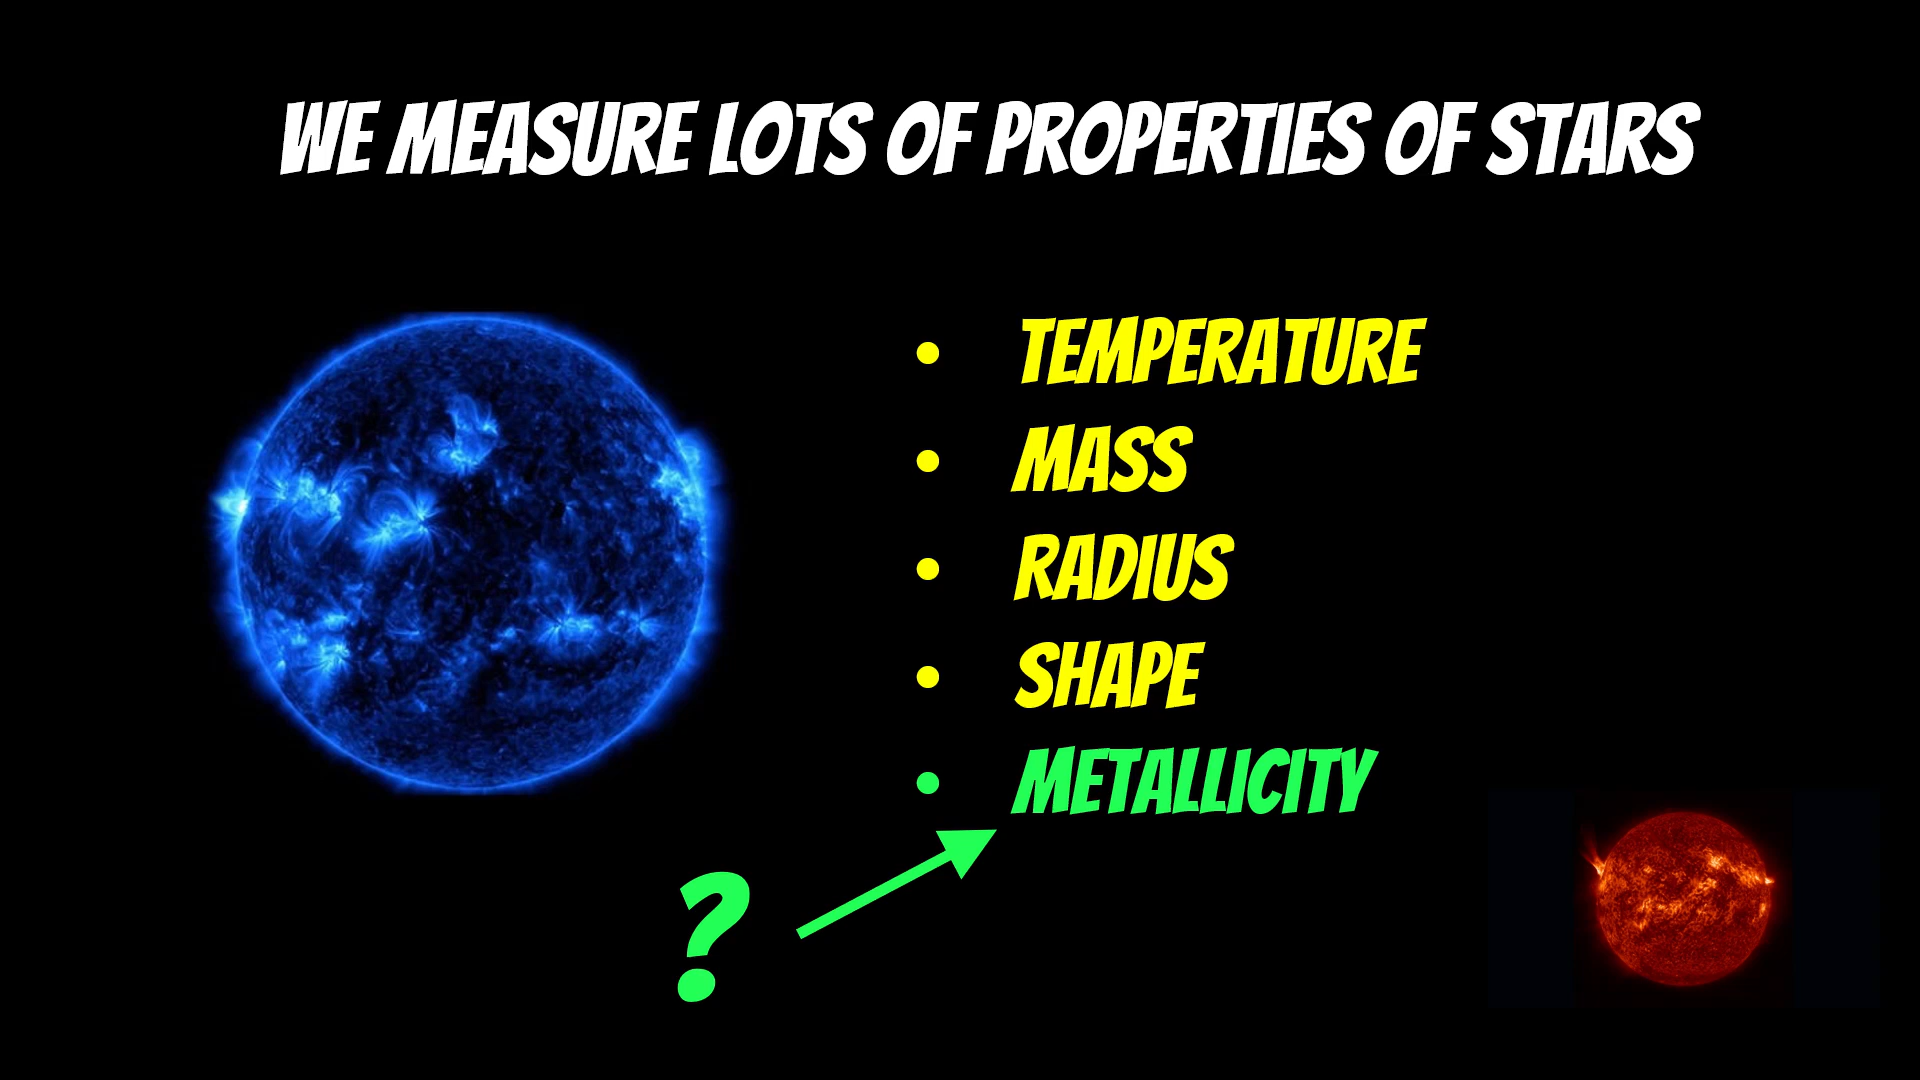 WE MEASURE LOTS OF PROPERTIES OF STARS
• TEMPERATURE
• MASS
• RADIUS
• SHAPE
• METALLICITY
?